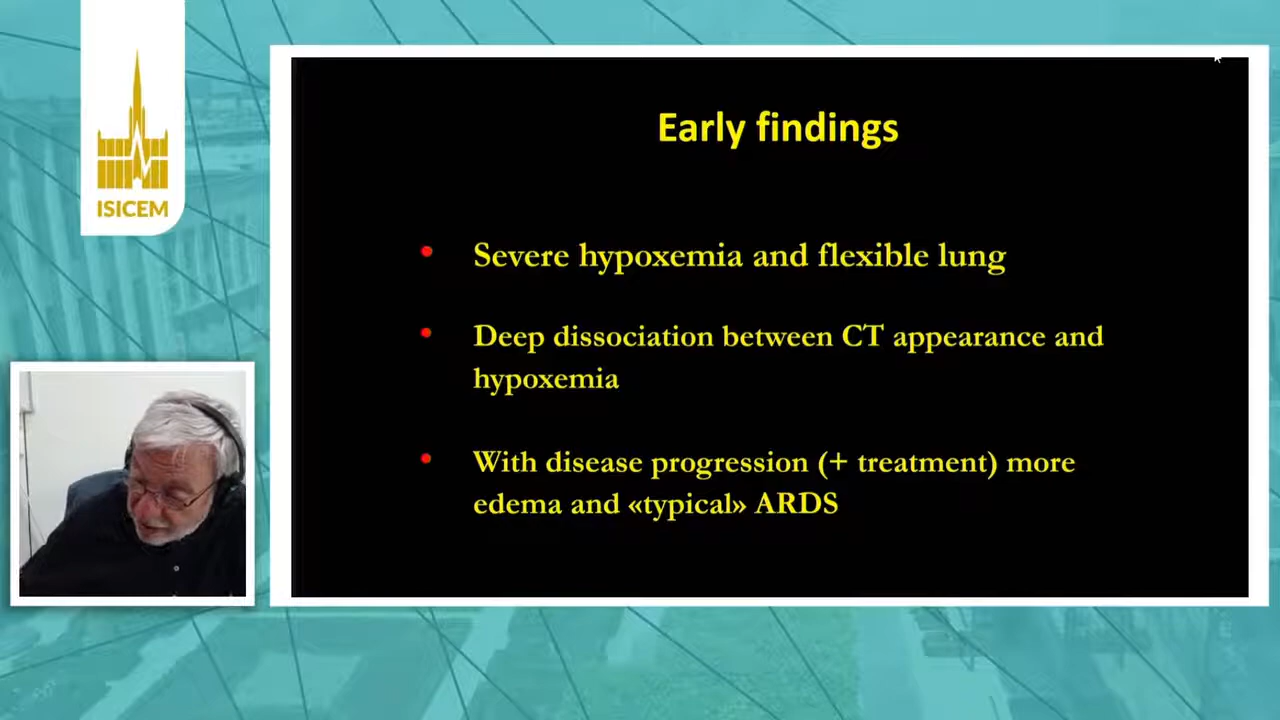 ISICEM
Early findings
Severe hypoxemia and flexible lung
Deep dissociation between CT appearance and
hypoxemia
With disease progression (+ treatment) more
edema and «typical» ARDS